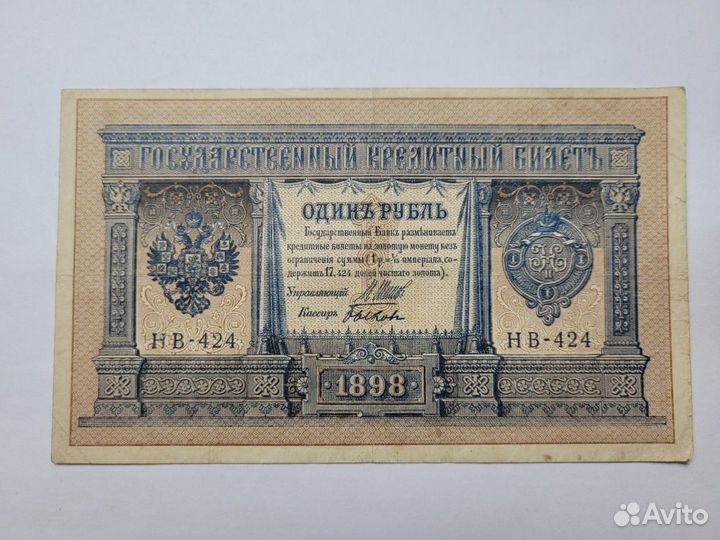 ГОСУДАРСТВЕННЫЙ КРЕДИТНЫЙ БИЛЕТЪ
ОДИНЪ РУБЛЬ
Государственный Банкъ размѣниваетъ
кредитные билеты на золотую монету безъ
ограниченія суммы (1 р. = 1/15 имперіала, со-
держитъ 17,424 долей чистаго золота).
Управляющій
Кассиръ
НВ-424
НВ-424
1898
Avito